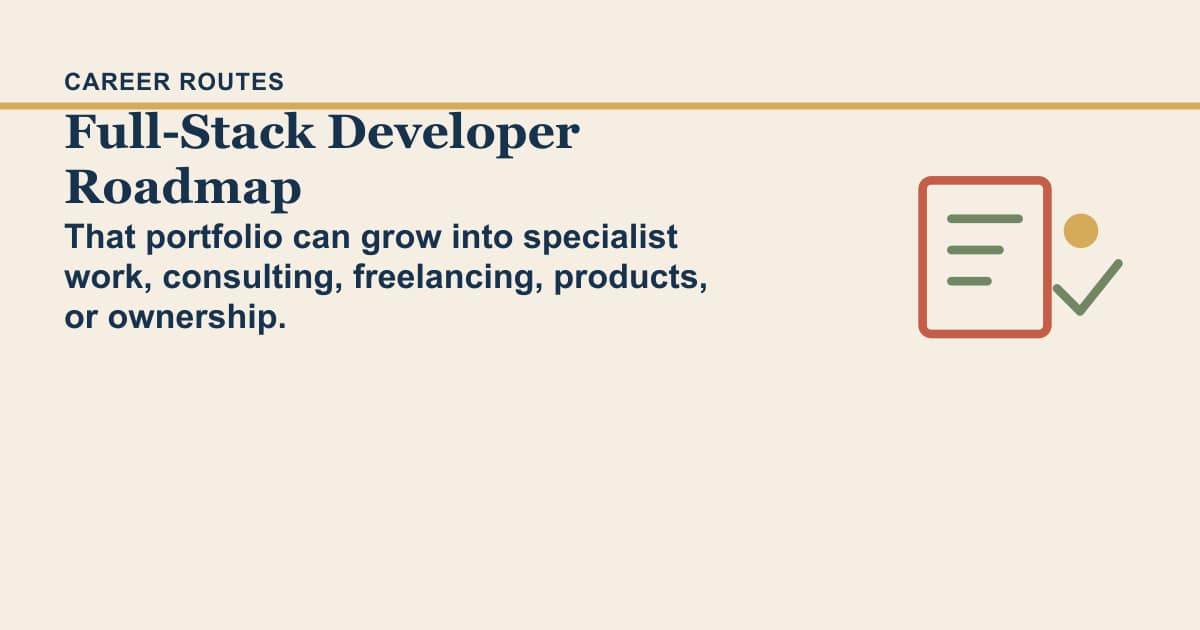 CAREER ROUTES
Full-Stack Developer
Roadmap
That portfolio can grow into specialist
work, consulting, freelancing, products,
or ownership.